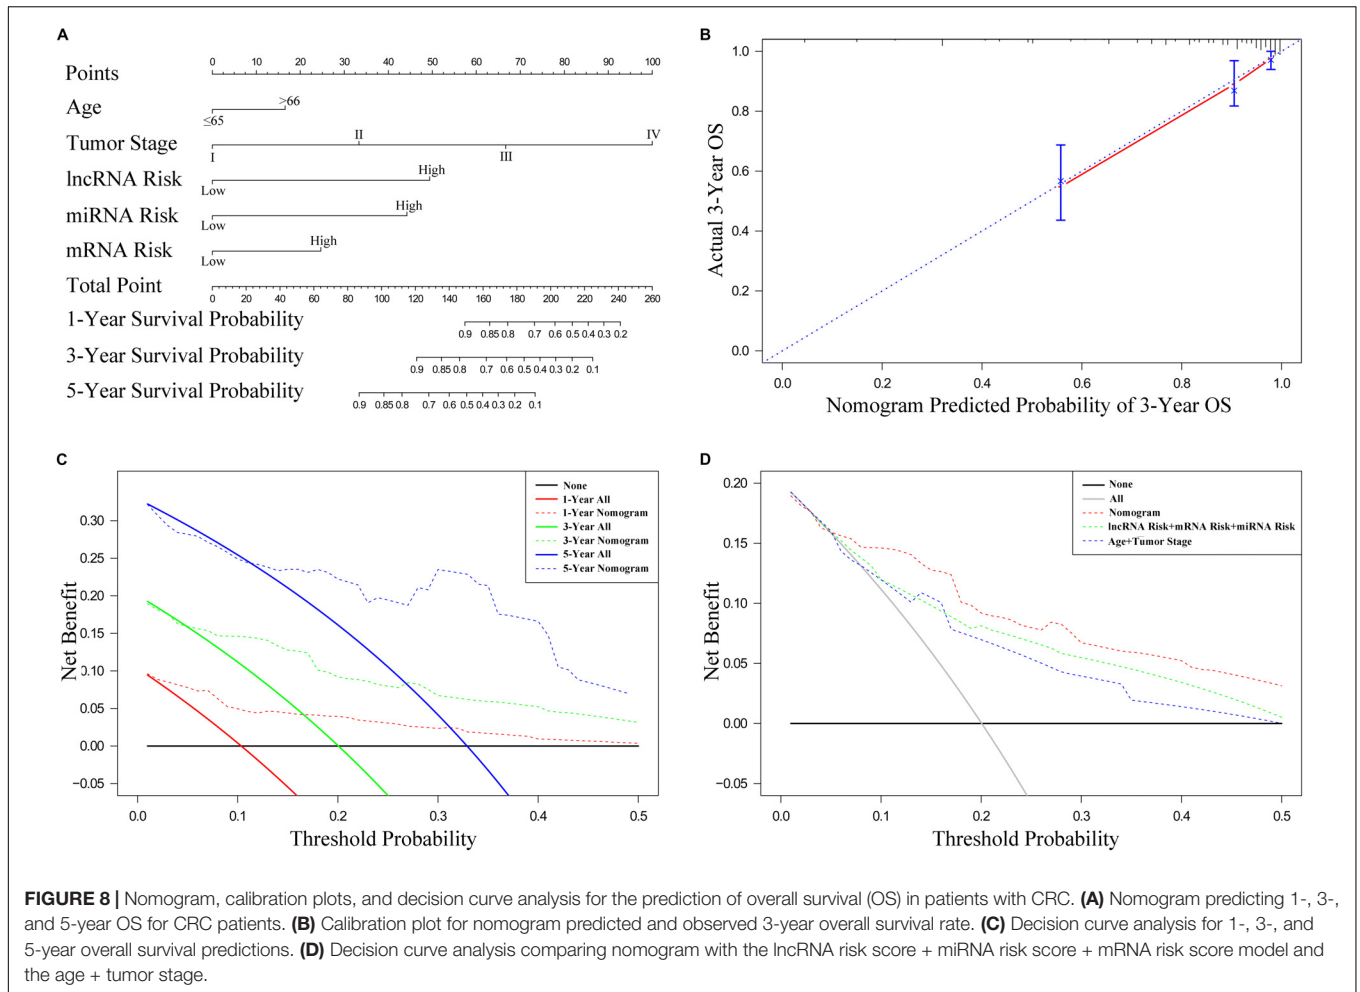 A
Points
0 10 20 30 40 50 60 70 80 90 100
Age
≤65
>66
Tumor Stage
I
II
III
IV
lncRNA Risk
Low
High
miRNA Risk
Low
High
mRNA Risk
Low
High
Total Point
0 20 40 60 80 100 120 140 160 180 200 220 240 260
1-Year Survival Probability
0.9 0.85 0.8 0.7 0.6 0.5 0.4 0.3 0.2
3-Year Survival Probability
0.9 0.85 0.8 0.7 0.6 0.5 0.4 0.3 0.2 0.1
5-Year Survival Probability
0.9 0.85 0.8 0.7 0.6 0.5 0.4 0.3 0.2 0.1
B
Actual 3-Year OS
1.0
0.8
0.6
0.4
0.2
0.0
0.0 0.2 0.4 0.6 0.8 1.0
Nomogram Predicted Probability of 3-Year OS
C
Net Benefit
0.30
0.25
0.20
0.15
0.10
0.05
0.00
−0.05
0.0 0.1 0.2 0.3 0.4 0.5
Threshold Probability
None
1-Year All
1-Year Nomogram
3-Year All
3-Year Nomogram
5-Year All
5-Year Nomogram
D
Net Benefit
0.20
0.15
0.10
0.05
0.00
−0.05
0.0 0.1 0.2 0.3 0.4 0.5
Threshold Probability
None
All
Nomogram
lncRNA Risk+mRNA Risk+miRNA Risk
Age+Tumor Stage
FIGURE 8 | Nomogram, calibration plots, and decision curve analysis for the prediction of overall survival (OS) in patients with CRC. (A) Nomogram predicting 1-, 3-,
and 5-year OS for CRC patients. (B) Calibration plot for nomogram predicted and observed 3-year overall survival rate. (C) Decision curve analysis for 1-, 3-, and
5-year overall survival predictions. (D) Decision curve analysis comparing nomogram with the lncRNA risk score + miRNA risk score + mRNA risk score model and
the age + tumor stage.